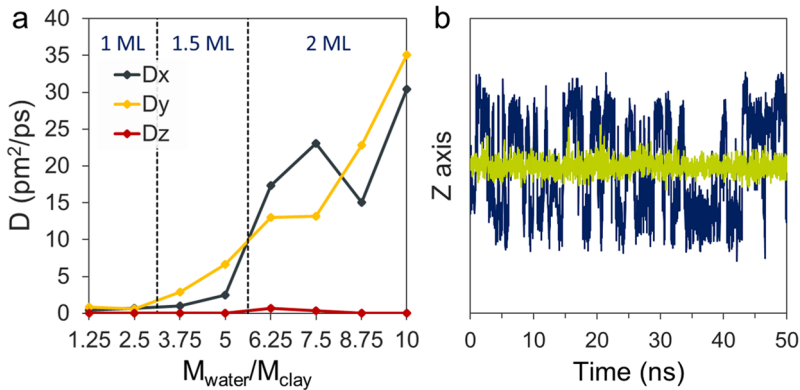 a
1 ML 1.5 ML 2 ML
Dx
Dy
Dz
D (pm²/ps)
40
35
30
25
20
15
10
5
0
1.25 2.5 3.75 5 6.25 7.5 8.75 10
Mwater/Mclay
b
Z axis
0 10 20 30 40 50
Time (ns)